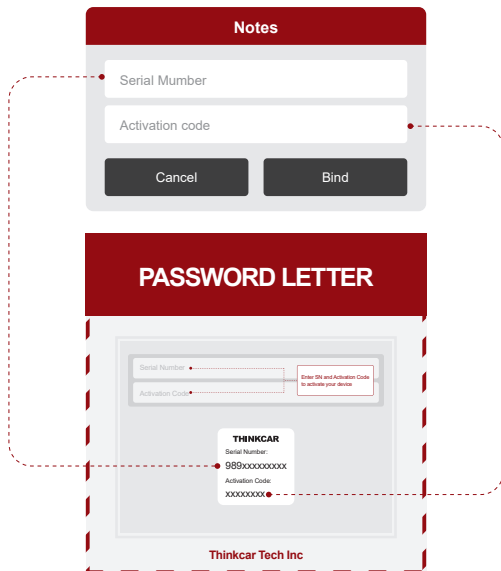 Notes
Serial Mumber
Activation code
Cancel
Bind
PASSWORD LETTER
Serial Number
Enter SN and Activation Code
to activate your device
Activation Code
THINKCAR
Serial Number:
989xxxxxxxxx
Activation Code:
xxxxxxxx
Thinkcar Tech Inc